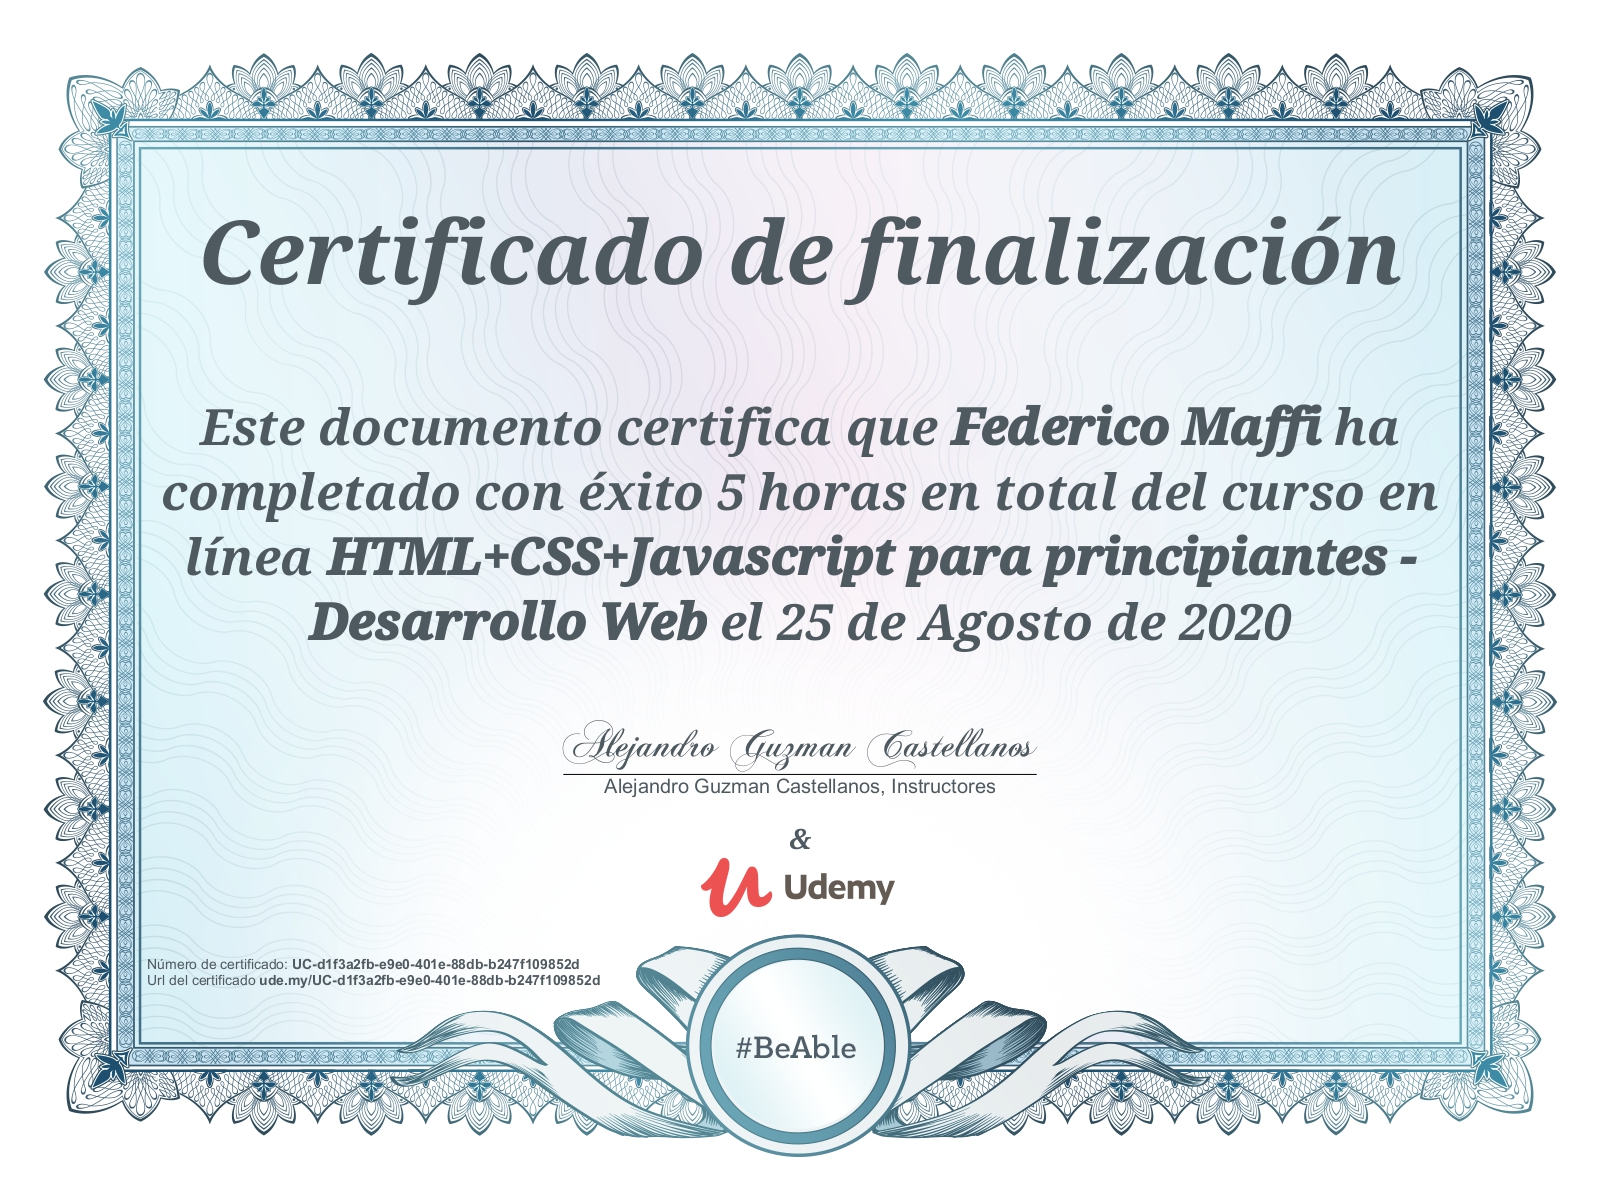 Certificado de finalización
Este documento certifica que Federico Maffi ha
completado con éxito 5 horas en total del curso en
línea HTML+CSS+Javascript para principiantes -
Desarrollo Web el 25 de Agosto de 2020
Alejandro Guzman Castellanos
Alejandro Guzman Castellanos, Instructores
&
Udemy
Número de certificado: UC-d1f3a2fb-e9e0-401e-88db-b247f109852d
Url del certificado ude.my/UC-d1f3a2fb-e9e0-401e-88db-b247f109852d
#BeAble